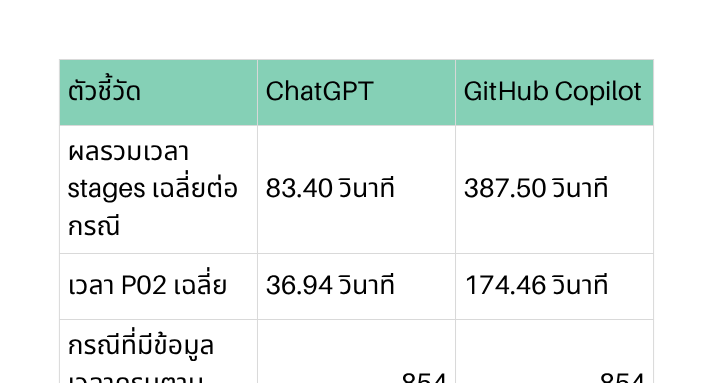 ตัวชี้วัด ChatGPT GitHub Copilot
ผลรวมเวลา
stages เฉลี่ยต่อ 83.40 วินาที 387.50 วินาที
กรณี
เวลา P02 เฉลี่ย 36.94 วินาที 174.46 วินาที
กรณีที่มีข้อมูล
854 854